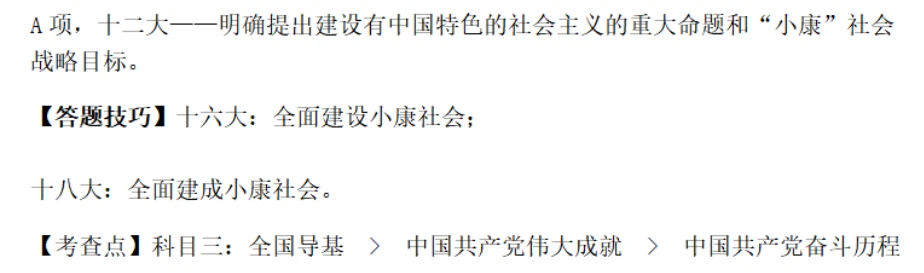 A 项，十二大——明确提出建设有中国特色的社会主义的重大命题和“小康”社会
战略目标。
【答题技巧】十六大：全面建设小康社会；
十八大：全面建成小康社会。
【考查点】科目三：全国导基 > 中国共产党伟大成就 > 中国共产党奋斗历程